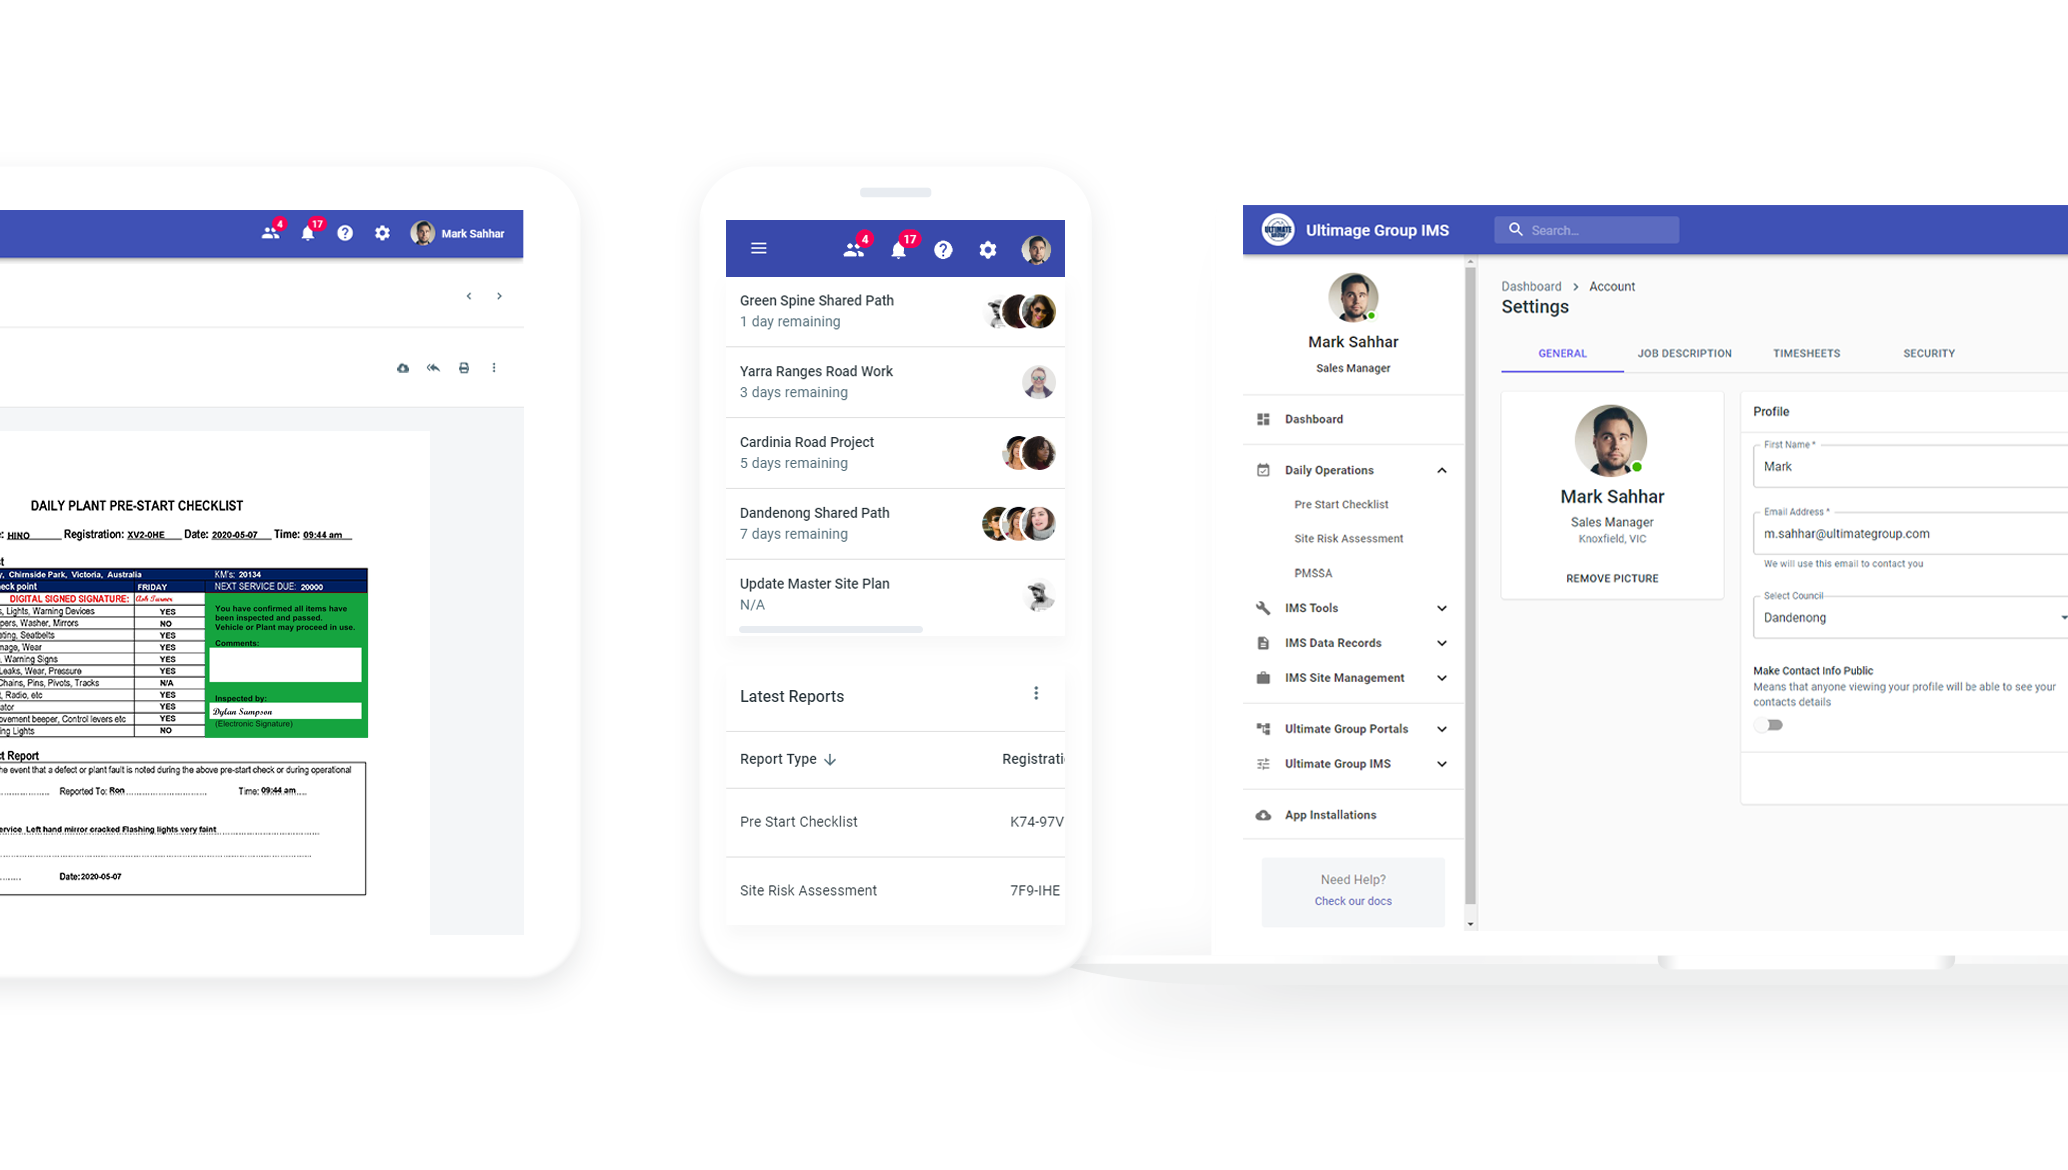 4
17
Mark Sahhar
DAILY PLANT PRE-START CHECKLIST
: HINO Registration: XV2-0HE Date: 2020-05-07 Time: 09:44 am
t
, Chirnside Park, Victoria, Australia KM's: 20134
eck point FRIDAY NEXT SERVICE DUE: 20000
DIGITAL SIGNED SIGNATURE: Ash Turner
s, Lights, Warning Devices YES
pers, Washer, Mirrors NO
eting, Seatbelts YES
mage, Wear YES
, Warning Signs YES
Leaks, Wear, Pressure YES
Chains, Pins, Pivots, Tracks N/A
t, Radio, etc YES
ator YES
ovement beeper, Control levers etc YES
ing Lights NO
You have confirmed all items have
been inspected and passed.
Vehicle or Plant may proceed in use.
Comments:
Inspected by:
Dylan Sampson
(Electronic Signature)
ct Report
he event that a defect or plant fault is noted during the above pre-start check or during operational
Reported To: Ron Time: 09:44 am
ervice Left hand mirror cracked Flashing lights very faint
Date: 2020-05-07
4
17
Green Spine Shared Path
1 day remaining
Yarra Ranges Road Work
3 days remaining
Cardinia Road Project
5 days remaining
Dandenong Shared Path
7 days remaining
Update Master Site Plan
N/A
Latest Reports
Report Type Registrati
Pre Start Checklist K74-97V
Site Risk Assessment 7F9-IHE
ULTIMATE
Ultimage Group IMS
Search...
Mark Sahhar
Sales Manager
Dashboard
Daily Operations
Pre Start Checklist
Site Risk Assessment
PMSSA
IMS Tools
IMS Data Records
IMS Site Management
Ultimate Group Portals
Ultimate Group IMS
App Installations
Need Help?
Check our docs
Dashboard > Account
Settings
GENERAL JOB DESCRIPTION TIMESHEETS SECURITY
Mark Sahhar
Sales Manager
Knoxfield, VIC
REMOVE PICTURE
Profile
First Name *
Mark
Email Address *
m.sahhar@ultimategroup.com
We will use this email to contact you
Select Council
Dandenong
Make Contact Info Public
Means that anyone viewing your profile will be able to see your
contacts details